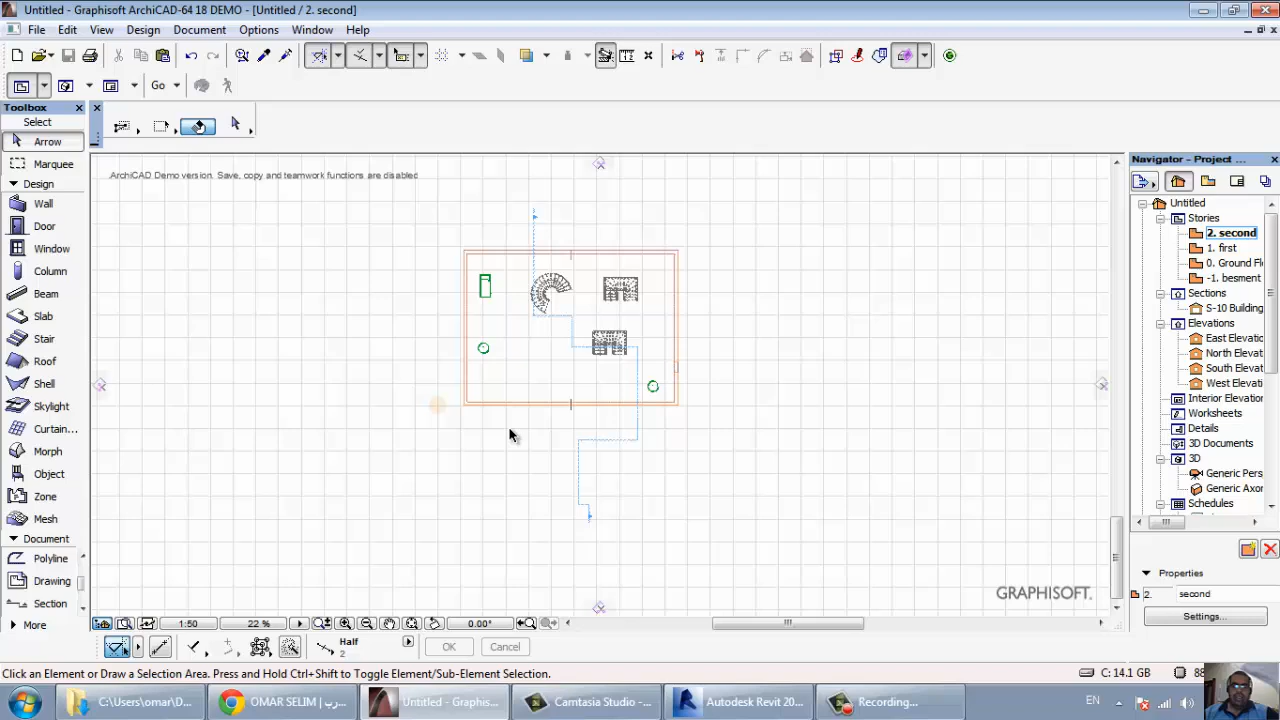 Untitled - Graphisoft ArchiCAD-64 18 DEMO - [Untitled / 2. second]
File Edit View Design Document Options Window Help
Go
Toolbox
Select
Arrow
Marquee
Design
Wall
Door
Window
Column
Beam
Slab
Stair
Roof
Shell
Skylight
Curtain...
Morph
Object
Zone
Mesh
Document
Polyline
Drawing
Section
More
ArchiCAD Demo version. Save, copy and teamwork functions are disabled
GRAPHISOFT.
Navigator - Project ...
Untitled
Stories
2. second
1. first
0. Ground Fl
-1. besment
Sections
S-10 Building
Elevations
East Elevat
North Elevat
South Elevat
West Elevati
Interior Elevation
Worksheets
Details
3D Documents
3D
Generic Pers
Generic Axon
Schedules
Properties
2. second
Settings...
1:50 22 % 0.00°
Half
2
OK Cancel
Click an Element or Draw a Selection Area. Press and Hold Ctrl+Shift to Toggle Element/Sub-Element Selection.
C: 14.1 GB
C:\users\omar\D...
OMAR SELIM | ...رب
Untitled - Graphis...
Camtasia Studio - ...
Autodesk Revit 20...
Recording...
EN